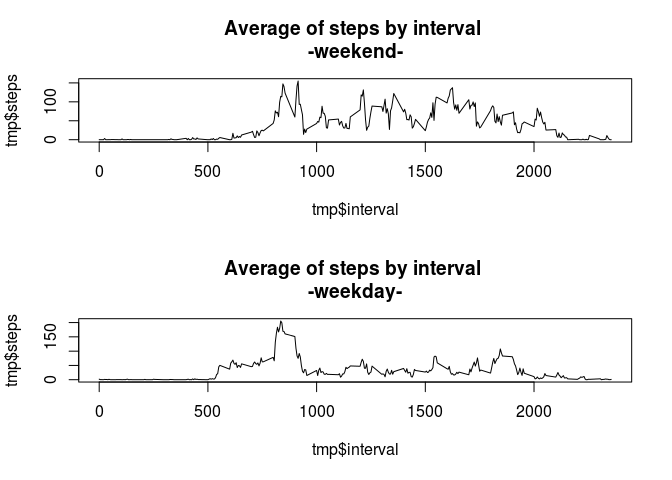 Average of steps by interval
-weekend-
tmp$steps
100
0
0
500
1000
1500
2000
tmp$interval
Average of steps by interval
-weekday-
tmp$steps
150
0
0
500
1000
1500
2000
tmp$interval